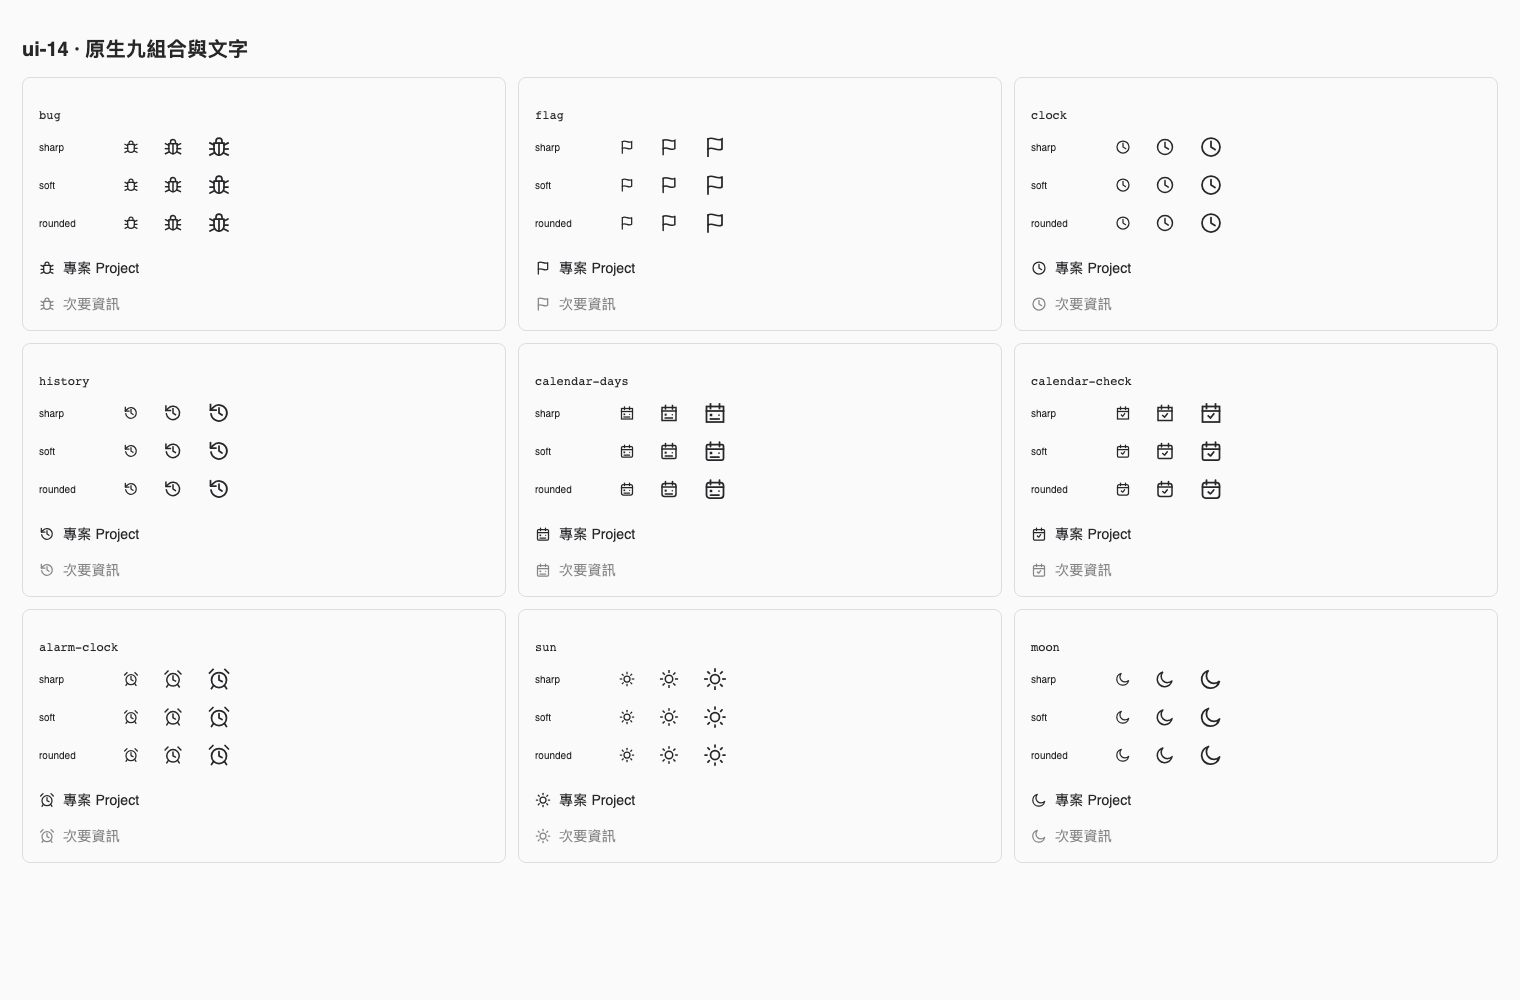 ui-14 · 原生九組合與文字
bug
sharp
soft
rounded
專案 Project
次要資訊
flag
sharp
soft
rounded
專案 Project
次要資訊
clock
sharp
soft
rounded
專案 Project
次要資訊
history
sharp
soft
rounded
專案 Project
次要資訊
calendar-days
sharp
soft
rounded
專案 Project
次要資訊
calendar-check
sharp
soft
rounded
專案 Project
次要資訊
alarm-clock
sharp
soft
rounded
專案 Project
次要資訊
sun
sharp
soft
rounded
專案 Project
次要資訊
moon
sharp
soft
rounded
專案 Project
次要資訊